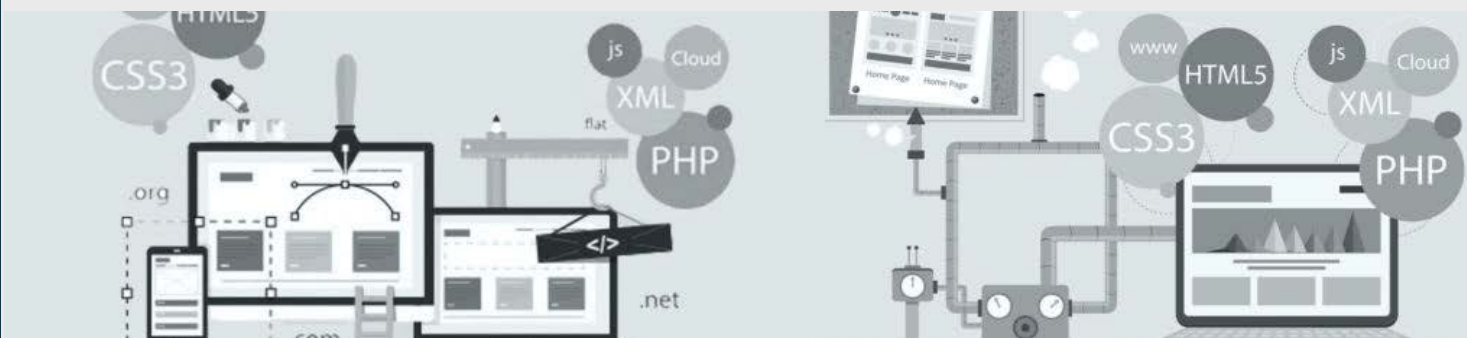 HTML5
CSS3
js
Cloud
XML
flat
PHP
.org
</>
.net
.com
Home Page
Home Page
www
HTML5
js
Cloud
XML
CSS3
PHP